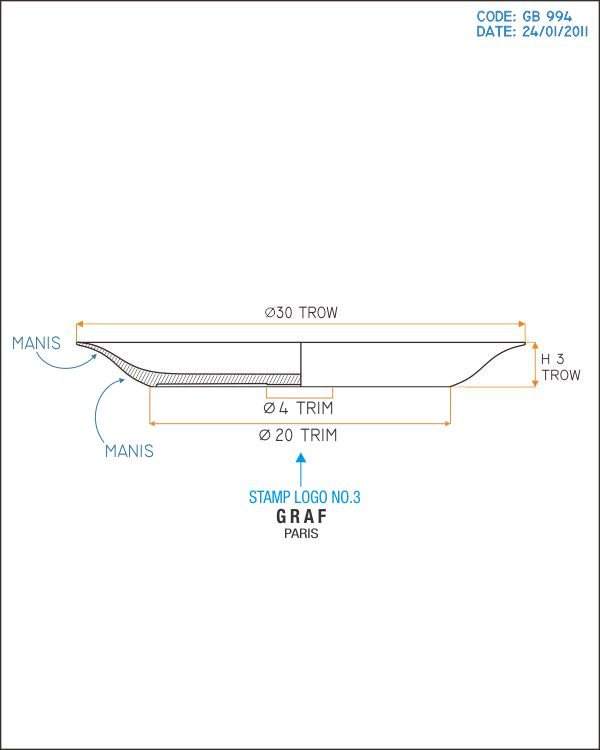 CODE: GB 994
DATE: 24/01/2011
Ø30 TROW
MANIS
H 3
TROW
Ø 4 TRIM
Ø 20 TRIM
MANIS
STAMP LOGO NO.3
GRAF
PARIS